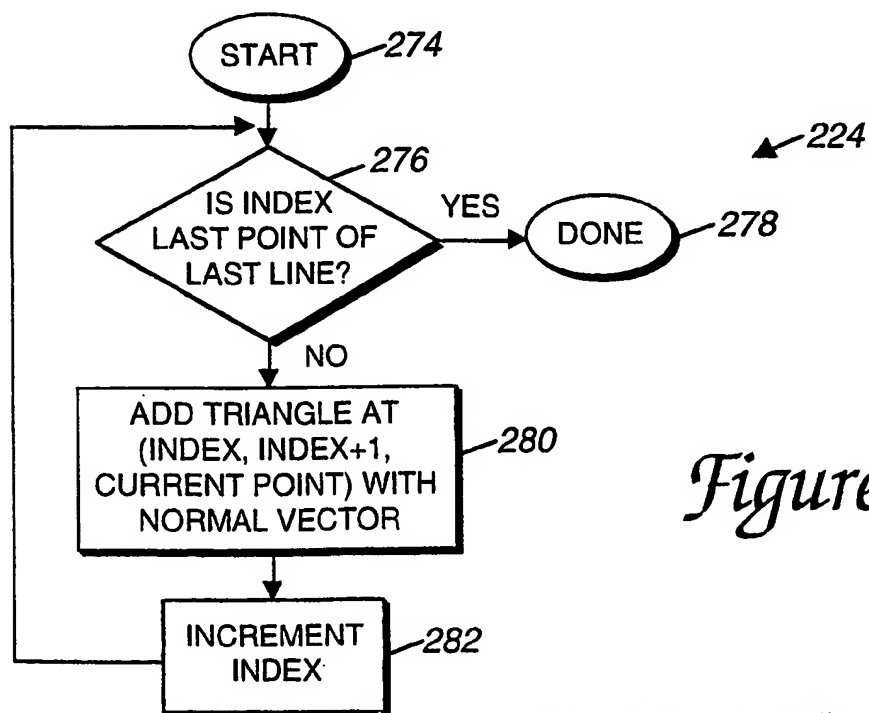 START
274
224
276
IS INDEX
LAST POINT OF
LAST LINE?
YES
DONE
278
NO
ADD TRIANGLE AT
(INDEX, INDEX+1,
CURRENT POINT) WITH
NORMAL VECTOR
280
Figure
INCREMENT
INDEX
282